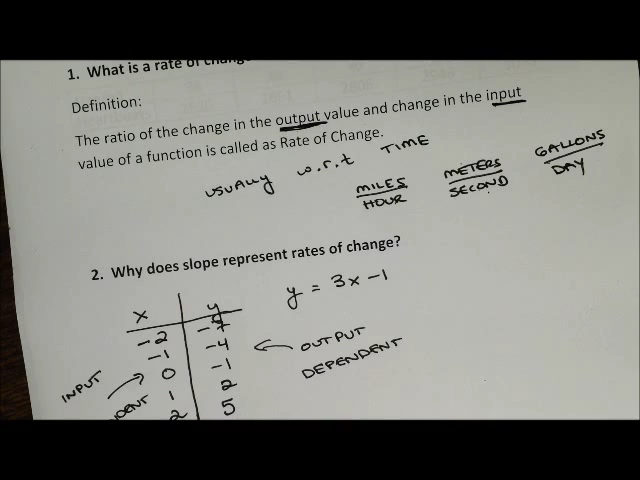 1. What is a rate of change
Definition:
The ratio of the change in the output value and change in the input
value of a function is called as Rate of Change.
USUALLY w.r.t TIME
MILES
HOUR
METERS
SECOND
GALLONS
DAY
2. Why does slope represent rates of change?
y = 3x - 1
x y
-2 -7
-1 -4
0 -1
1 2
2 5
OUTPUT
DEPENDENT
INPUT